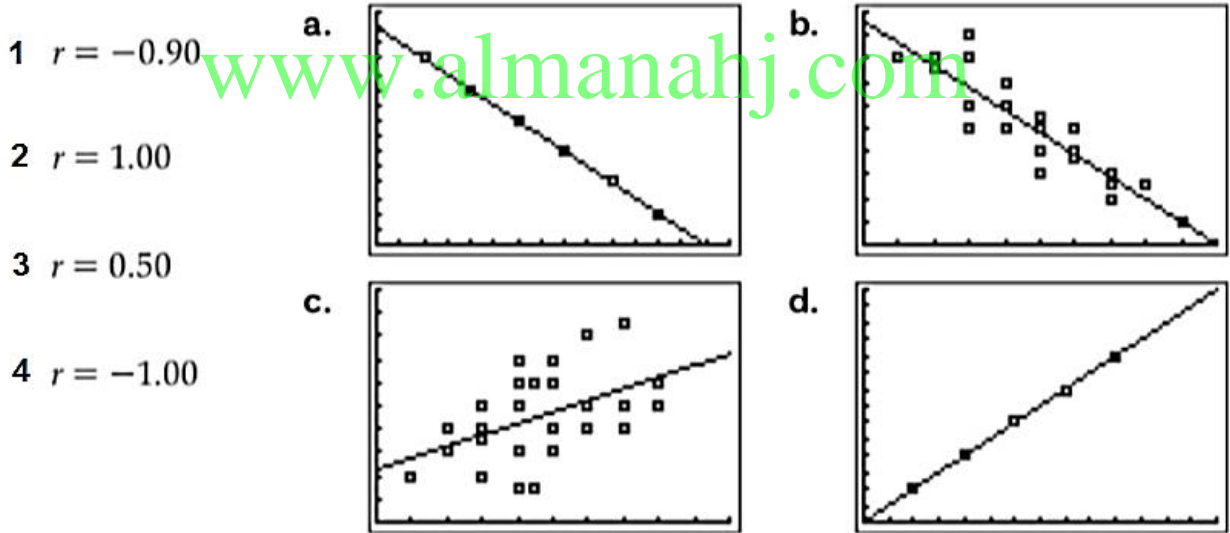 a.
b.
1 r = −0.90
www.almanahj.com
2 r = 1.00
3 r = 0.50
c.
d.
4 r = −1.00